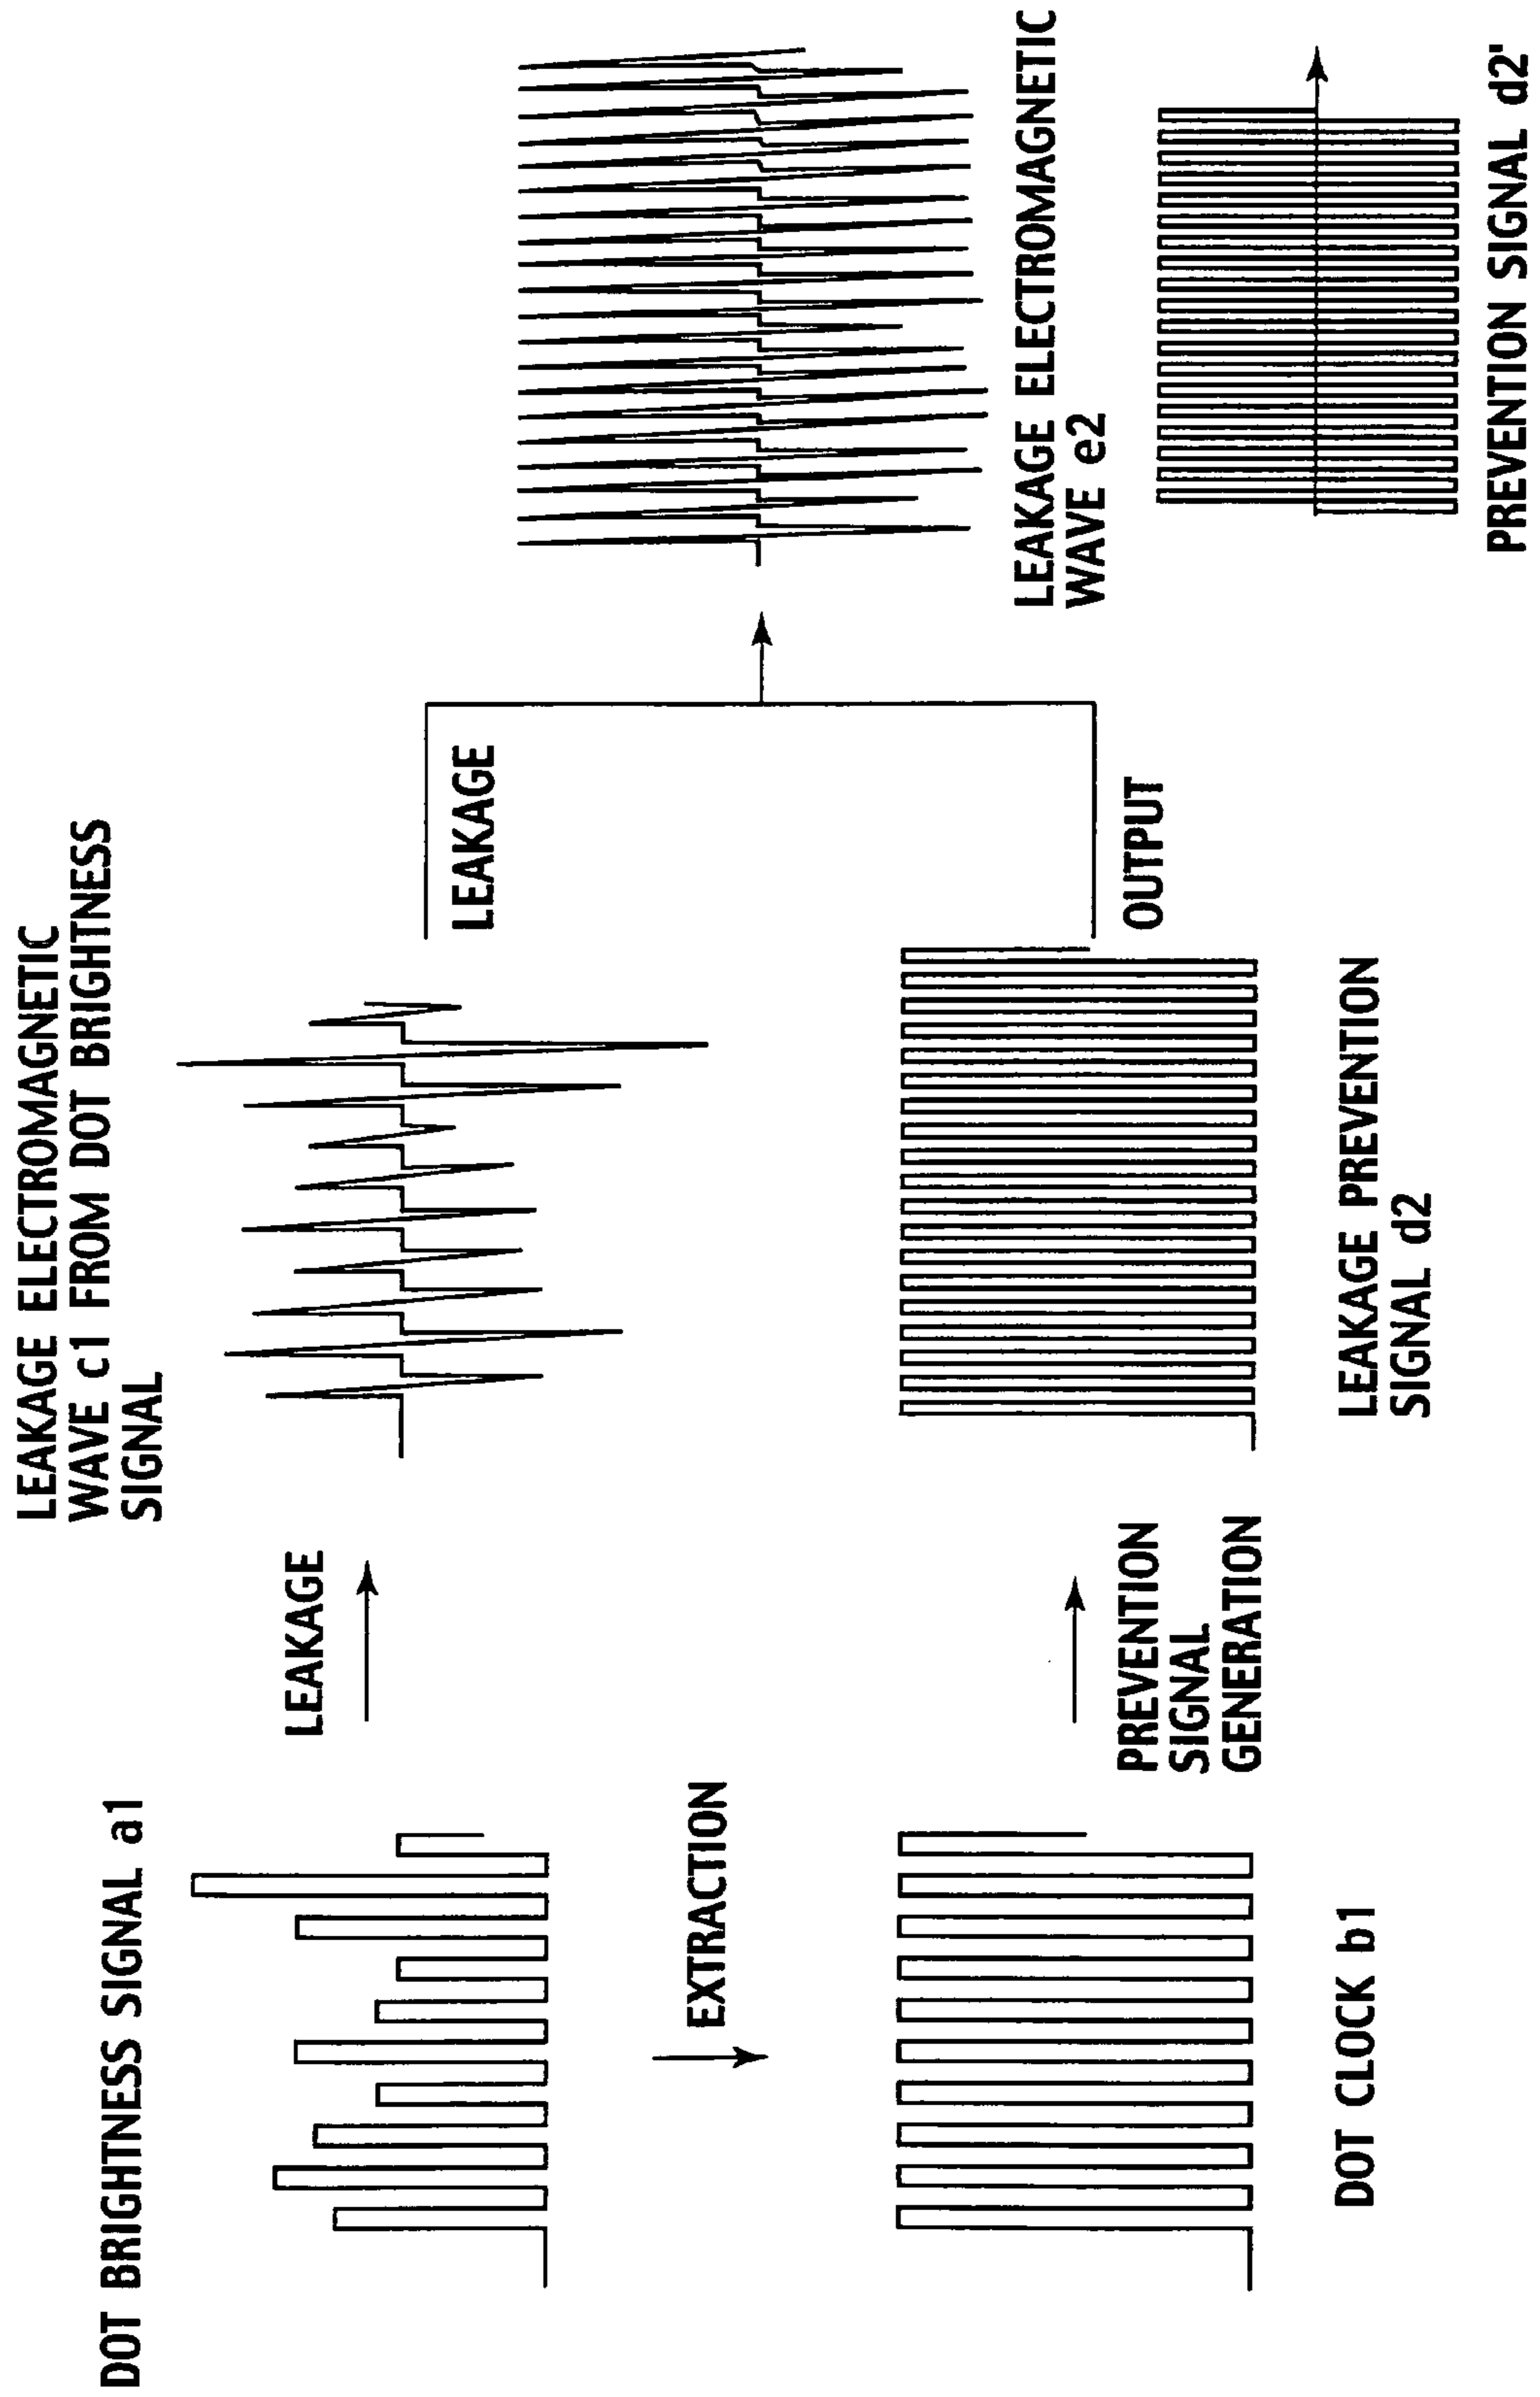 DOT BRIGHTNESS SIGNAL a1
LEAKAGE
LEAKAGE ELECTROMAGNETIC
WAVE c1 FROM DOT BRIGHTNESS
SIGNAL
LEAKAGE
EXTRACTION
DOT CLOCK b1
PREVENTION
SIGNAL
GENERATION
LEAKAGE PREVENTION
SIGNAL d2
OUTPUT
LEAKAGE ELECTROMAGNETIC
WAVE e2
PREVENTION SIGNAL d2'